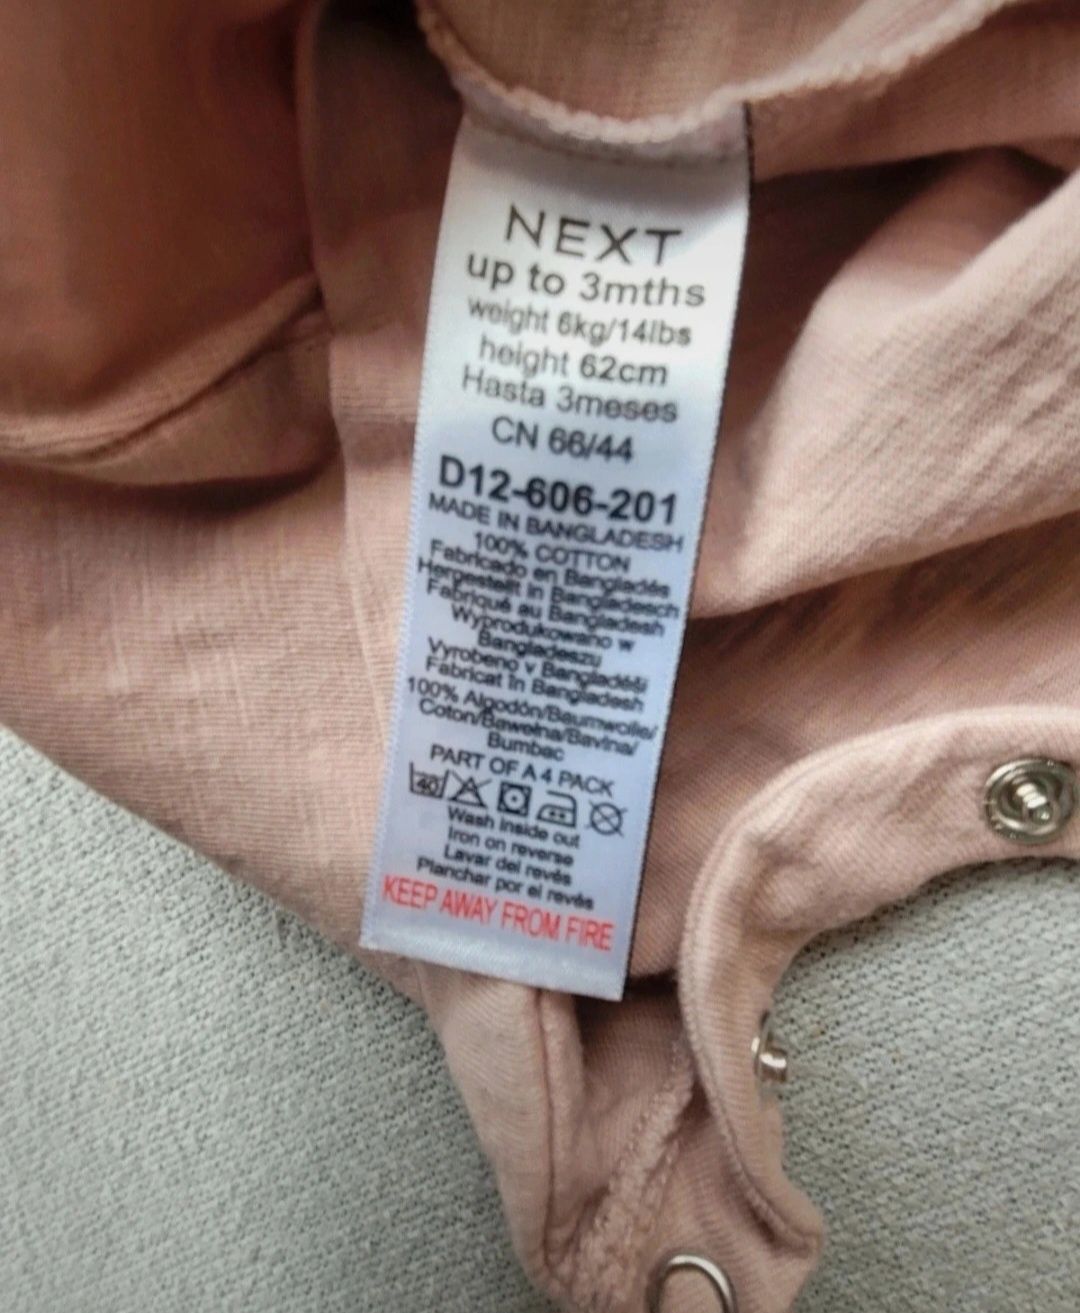 NEXT
up to 3mths
weight 6kg/14lbs
height 62cm
Hasta 3meses
CN 66/44
D12-606-201
MADE IN BANGLADESH
100% COTTON
Fabricado en Bangladés
Hergestellt in Bangladesch
Fabriqué au Bangladesh
Wyprodukowano w
Bangladeszu
Vyrobeno v Bangladéši
Fabricat în Bangladesh
100% Algodón/Baumwolle/
Coton/Bawełna/Bavlna/
Bumbac
PART OF A 4 PACK
40
Wash inside out
Iron on reverse
Lavar del revés
Planchar por el revés
KEEP AWAY FROM FIRE